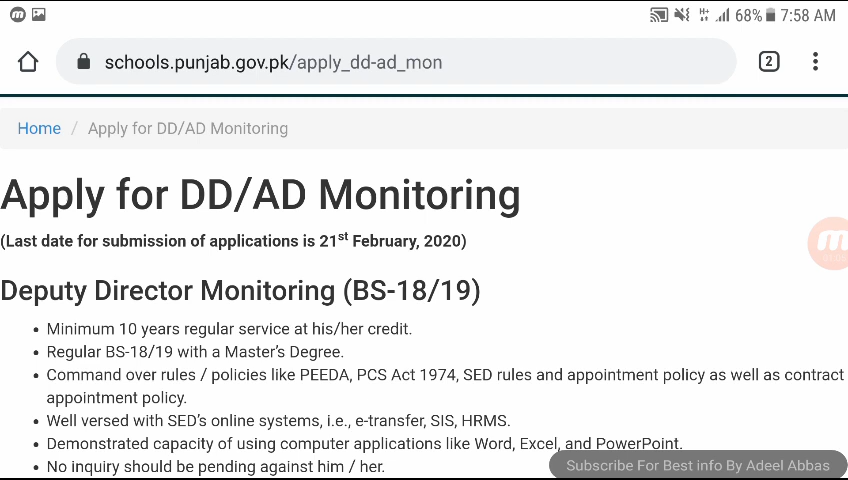 68% 7:58 AM
schools.punjab.gov.pk/apply_dd-ad_mon
2
Home / Apply for DD/AD Monitoring
Apply for DD/AD Monitoring
(Last date for submission of applications is 21st February, 2020)
Deputy Director Monitoring (BS-18/19)
• Minimum 10 years regular service at his/her credit.
• Regular BS-18/19 with a Master's Degree.
• Command over rules / policies like PEEDA, PCS Act 1974, SED rules and appointment policy as well as contract
appointment policy.
• Well versed with SED's online systems, i.e., e-transfer, SIS, HRMS.
• Demonstrated capacity of using computer applications like Word, Excel, and PowerPoint.
• No inquiry should be pending against him / her.
Subscribe For Best info By Adeel Abbas